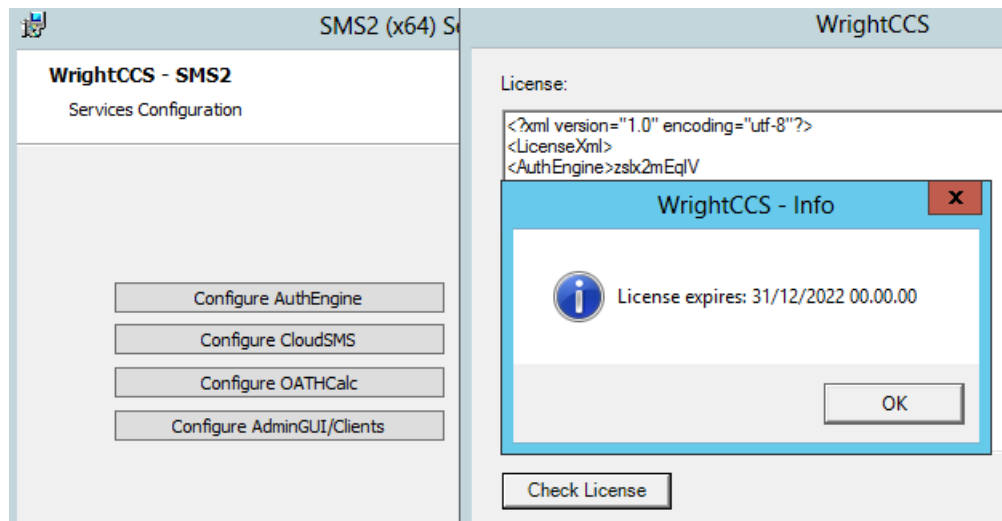 SMS2 (x64) Se
WrightCCS - SMS2
Services Configuration
Configure AuthEngine
Configure CloudSMS
Configure OATHCalc
Configure AdminGUI/Clients
WrightCCS
License:
<?xml version="1.0" encoding="utf-8"?>
<LicenseXml>
<AuthEngine>zslx2mEqIV
WrightCCS - Info
x
License expires: 31/12/2022 00.00.00
OK
Check License